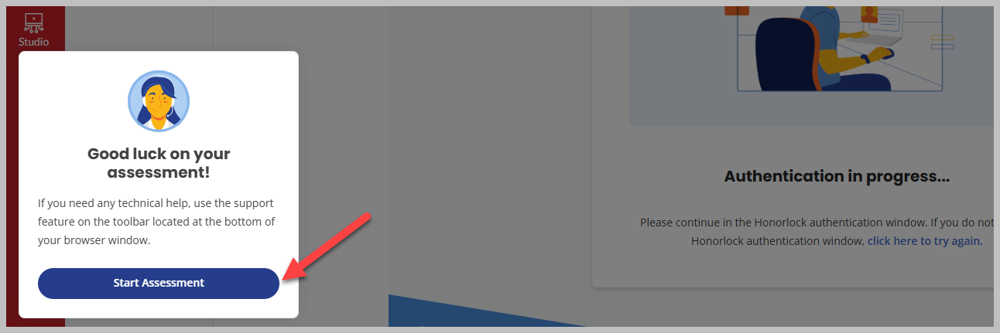 Studio
Good luck on your
assessment!
If you need any technical help, use the support
feature on the toolbar located at the bottom of
your browser window.
Start Assessment
Authentication in progress...
Please continue in the Honorlock authentication window. If you do not
Honorlock authentication window, click here to try again.